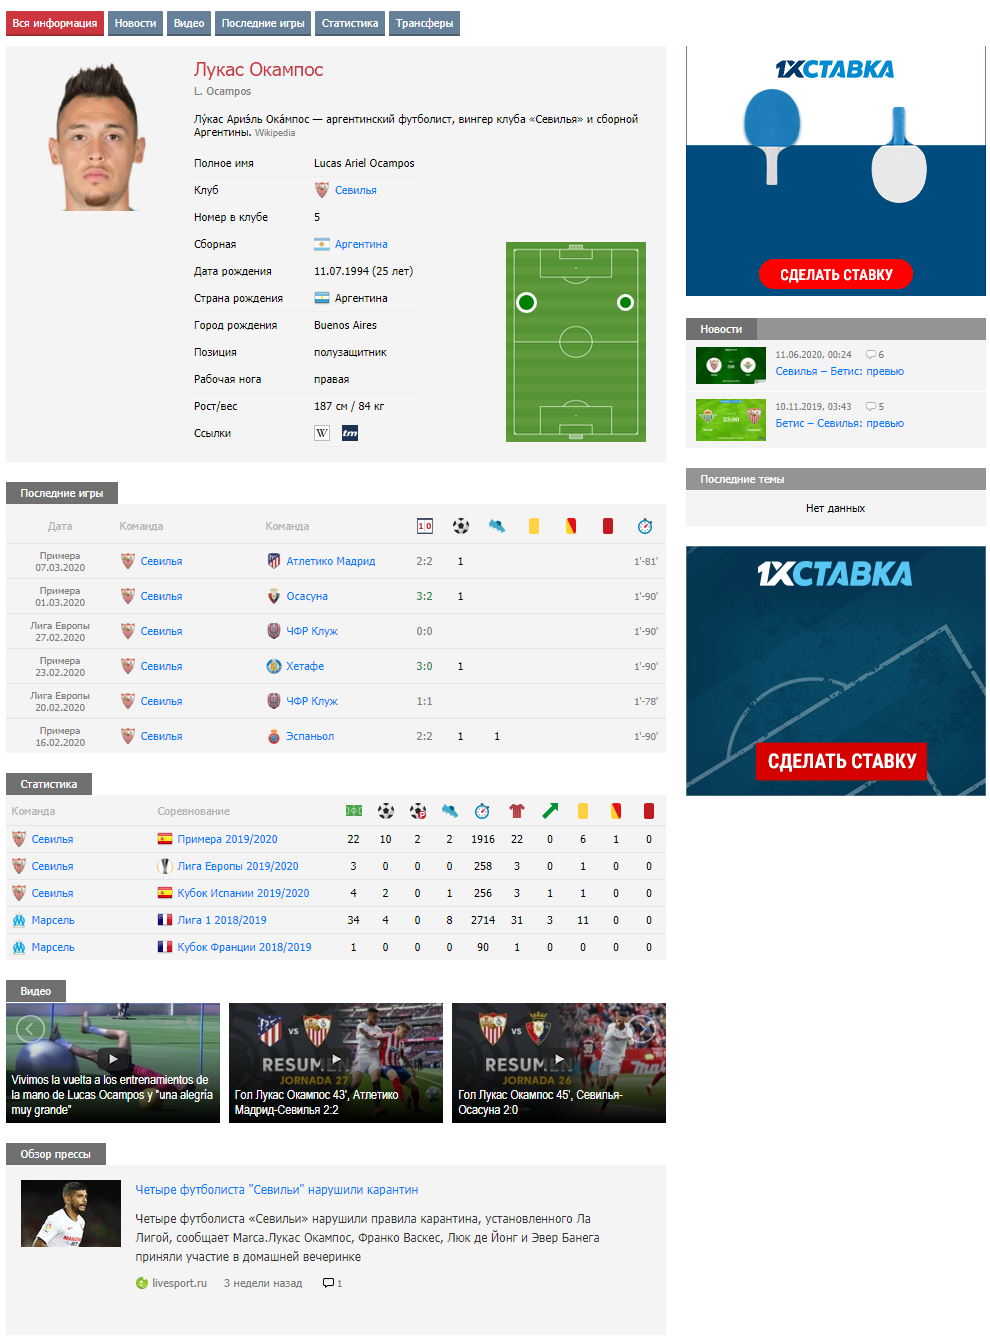 Вся информация
Новости
Видео
Последние игры
Статистика
Трансферы
Лукас Окампос
L. Ocampos
Лу́кас Ариэ́ль Ока́мпос — аргентинский футболист, вингер клуба «Севилья» и сборной
Аргентины. Wikipedia
Полное имя Lucas Ariel Ocampos
Клуб Севилья
Номер в клубе 5
Сборная Аргентина
Дата рождения 11.07.1994 (25 лет)
Страна рождения Аргентина
Город рождения Buenos Aires
Позиция полузащитник
Рабочая нога правая
Рост/вес 187 см / 84 кг
Ссылки W tm
Последние игры
Дата Команда Команда 1 0
Примера
07.03.2020 Севилья Атлетико Мадрид 2:2 1 1'-81'
Примера
01.03.2020 Севилья Осасуна 3:2 1 1'-90'
Лига Европы
27.02.2020 Севилья ЧФР Клуж 0:0 1'-90'
Примера
23.02.2020 Севилья Хетафе 3:0 1 1'-90'
Лига Европы
20.02.2020 Севилья ЧФР Клуж 1:1 1'-78'
Примера
16.02.2020 Севилья Эспаньол 2:2 1 1 1'-90'
Статистика
Команда Соревнование P
Севилья Примера 2019/2020 22 10 2 2 1916 22 0 6 1 0
Севилья Лига Европы 2019/2020 3 0 0 0 258 3 0 1 0 0
Севилья Кубок Испании 2019/2020 4 2 0 1 256 3 1 1 0 0
Марсель Лига 1 2018/2019 34 4 0 8 2714 31 3 11 0 0
Марсель Кубок Франции 2018/2019 1 0 0 0 90 1 0 0 0 0
Видео
Vivimos la vuelta a los entrenamientos de
la mano de Lucas Ocampos y "una alegría
muy grande"
VS
RESUMEN
JORNADA 27
Гол Лукас Окампос 43', Атлетико
Мадрид-Севилья 2:2
VS
RESUMEN
JORNADA 26
Гол Лукас Окампос 45', Севилья-
Осасуна 2:0
Обзор прессы
Четыре футболиста "Севильи" нарушили карантин
Четыре футболиста «Севильи» нарушили правила карантина, установленного Ла
Лигой, сообщает Marca.Лукас Окампос, Франко Васкес, Люк де Йонг и Эвер Банега
приняли участие в домашней вечеринке
livesport.ru 3 недели назад 1
1XСТАВКА
СДЕЛАТЬ СТАВКУ
Новости
11.06.2020, 00:24 6
Севилья – Бетис: превью
10.11.2019, 03:43 5
Бетис – Севилья: превью
Последние темы
Нет данных
1XСТАВКА
СДЕЛАТЬ СТАВКУ